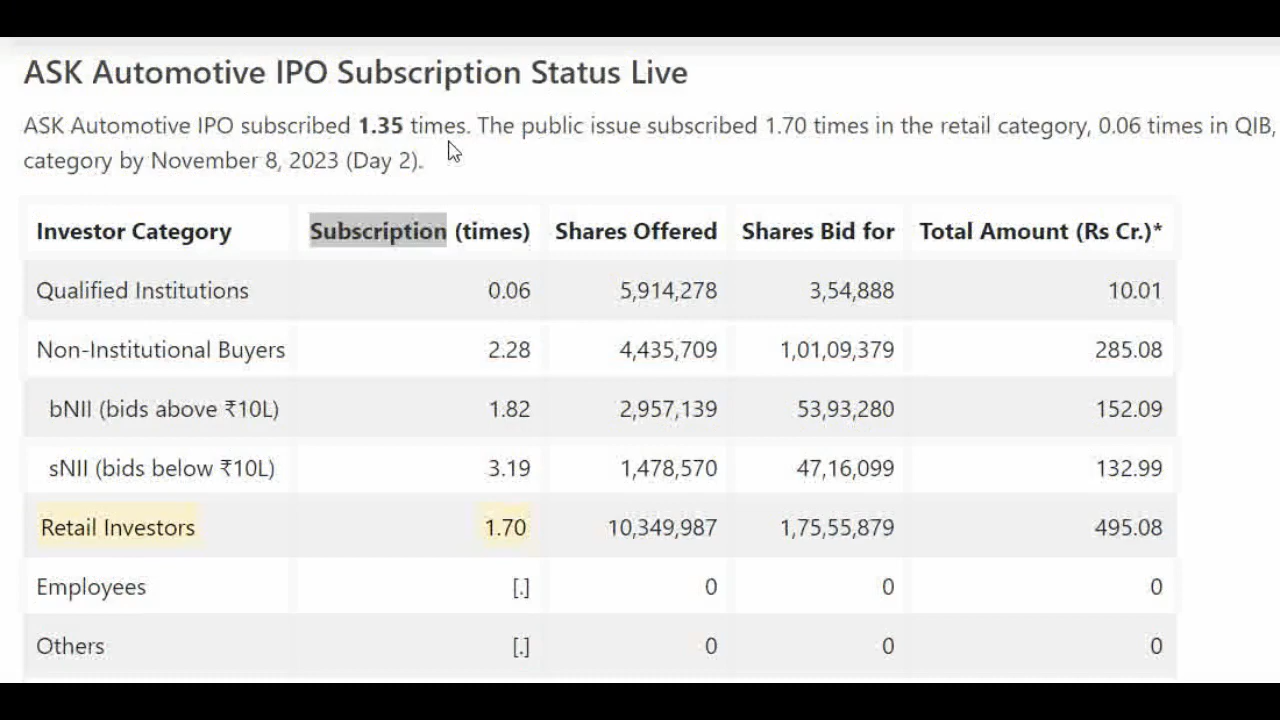 ASK Automotive IPO Subscription Status Live
ASK Automotive IPO subscribed 1.35 times. The public issue subscribed 1.70 times in the retail category, 0.06 times in QIB,
category by November 8, 2023 (Day 2).
Investor Category Subscription (times) Shares Offered Shares Bid for Total Amount (Rs Cr.)*
Qualified Institutions 0.06 5,914,278 3,54,888 10.01
Non-Institutional Buyers 2.28 4,435,709 1,01,09,379 285.08
bNII (bids above ₹10L) 1.82 2,957,139 53,93,280 152.09
sNII (bids below ₹10L) 3.19 1,478,570 47,16,099 132.99
Retail Investors 1.70 10,349,987 1,75,55,879 495.08
Employees [.] 0 0 0
Others [.] 0 0 0